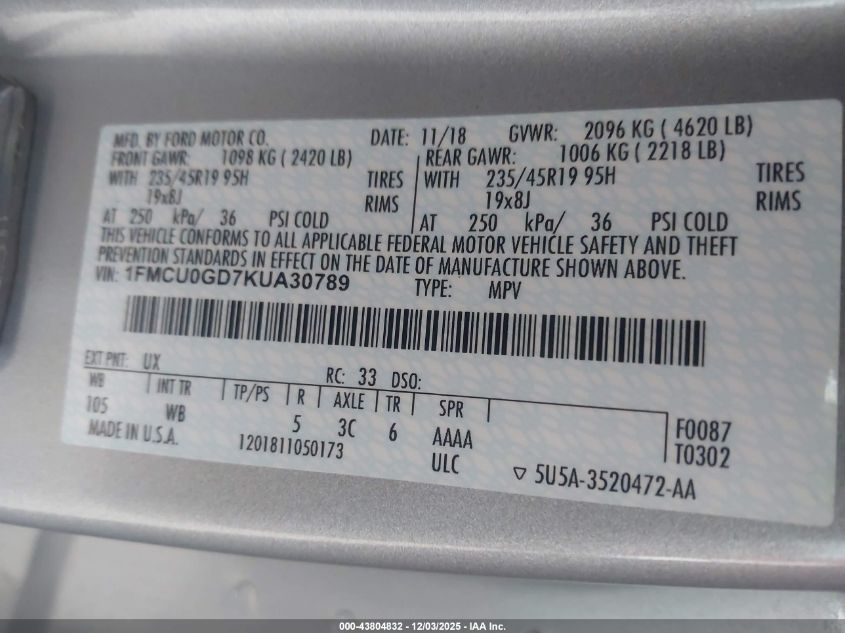 MFD. BY FORD MOTOR CO. DATE: 11/18 GVWR: 2096 KG ( 4620 LB)
FRONT GAWR: 1098 KG ( 2420 LB) REAR GAWR: 1006 KG ( 2218 LB)
WITH 235/45R19 95H TIRES WITH 235/45R19 95H TIRES
19x8J RIMS 19x8J RIMS
AT 250 kPa/ 36 PSI COLD AT 250 kPa/ 36 PSI COLD
THIS VEHICLE CONFORMS TO ALL APPLICABLE FEDERAL MOTOR VEHICLE SAFETY AND THEFT
PREVENTION STANDARDS IN EFFECT ON THE DATE OF MANUFACTURE SHOWN ABOVE.
VIN: 1FMCU0GD7KUA30789 TYPE: MPV
EXT PNT: UX RC: 33 DSO:
WB INT TR TP/PS R AXLE TR SPR
105 WB 5 3C 6 AAAA F0087
MADE IN U.S.A. 1201811050173 ULC T0302
5U5A-3520472-AA
000-43804832 - 12/03/2025 - IAA Inc.